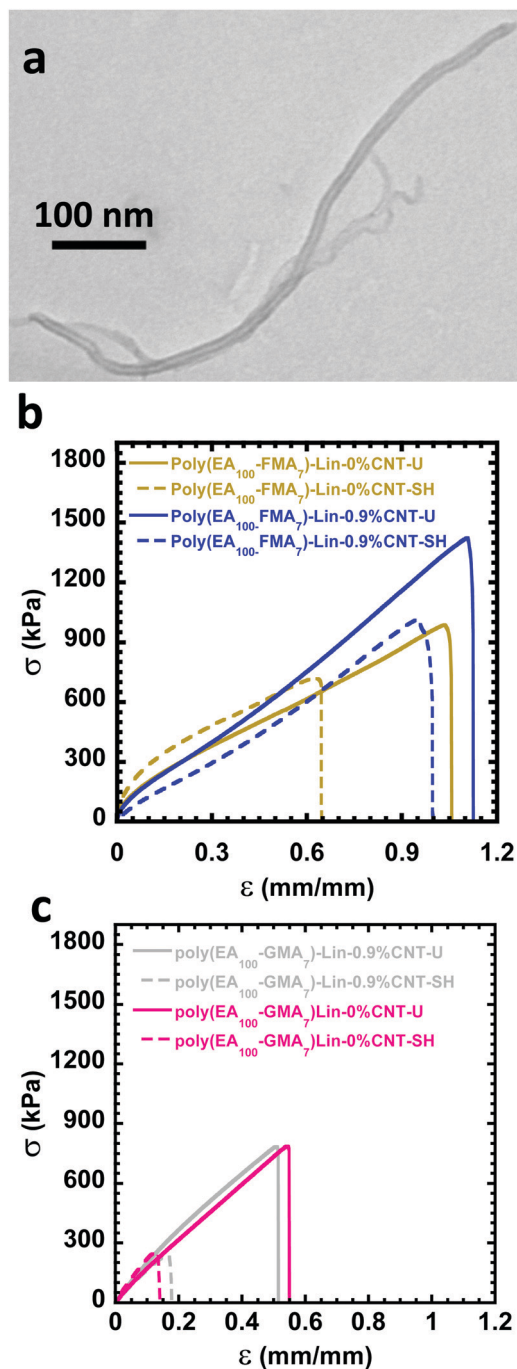 a
100 nm
b
1800
1500
1200
900
600
300
0
σ (kPa)
Poly(EA₁₀₀-FMA₇)-Lin-0%CNT-U
Poly(EA₁₀₀-FMA₇)-Lin-0%CNT-SH
Poly(EA₁₀₀-FMA₇)-Lin-0.9%CNT-U
Poly(EA₁₀₀-FMA₇)-Lin-0.9%CNT-SH
0 0.3 0.6 0.9 1.2
ε (mm/mm)
c
1800
1500
1200
900
600
300
0
σ (kPa)
poly(EA₁₀₀-GMA₇)Lin-0.9%CNT-U
poly(EA₁₀₀-GMA₇)Lin-0.9%CNT-SH
poly(EA₁₀₀-GMA₇)Lin-0%CNT-U
poly(EA₁₀₀-GMA₇)Lin-0%CNT-SH
0 0.2 0.4 0.6 0.8 1 1.2
ε (mm/mm)